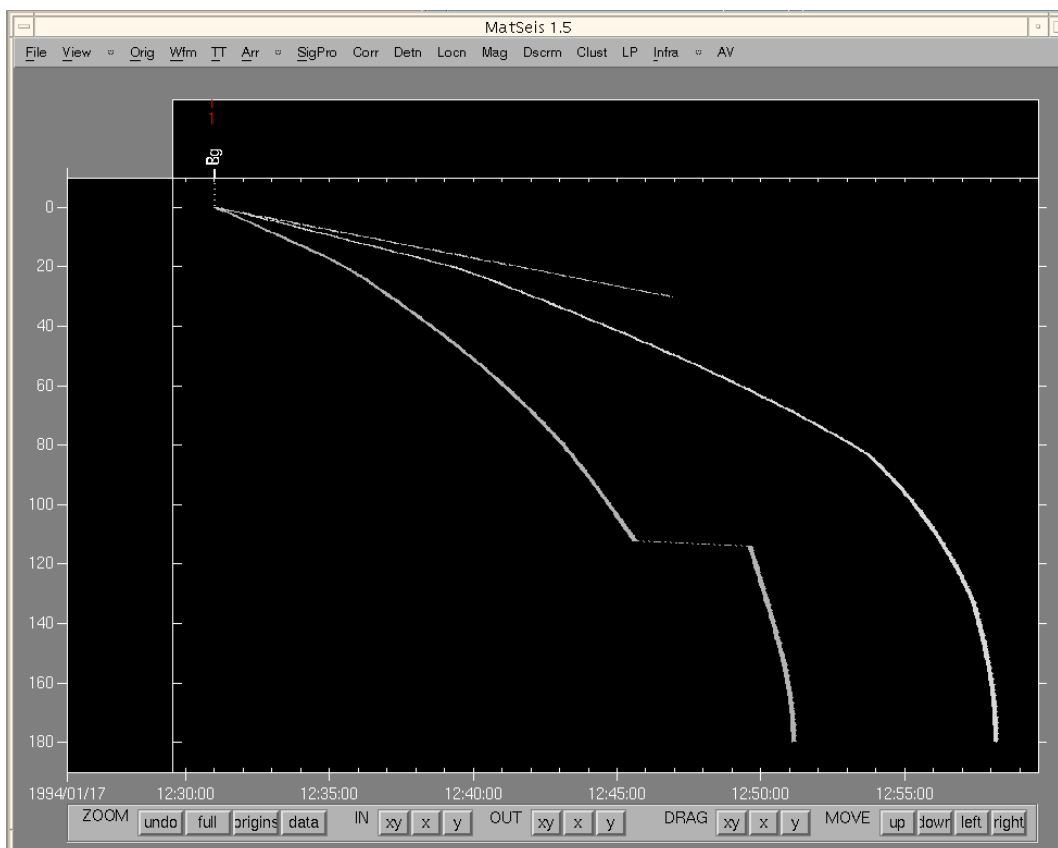 MatSeis 1.5
File View Orig Wfm TT Arr SigPro Corr Detn Locn Mag Dscrm Clust LP Infra AV
1
Bg
0
20
40
60
80
100
120
140
160
180
1994/01/17 12:30:00 12:35:00 12:40:00 12:45:00 12:50:00 12:55:00
ZOOM undo full origins data IN xy x y OUT xy x y DRAG xy x y MOVE up down left right